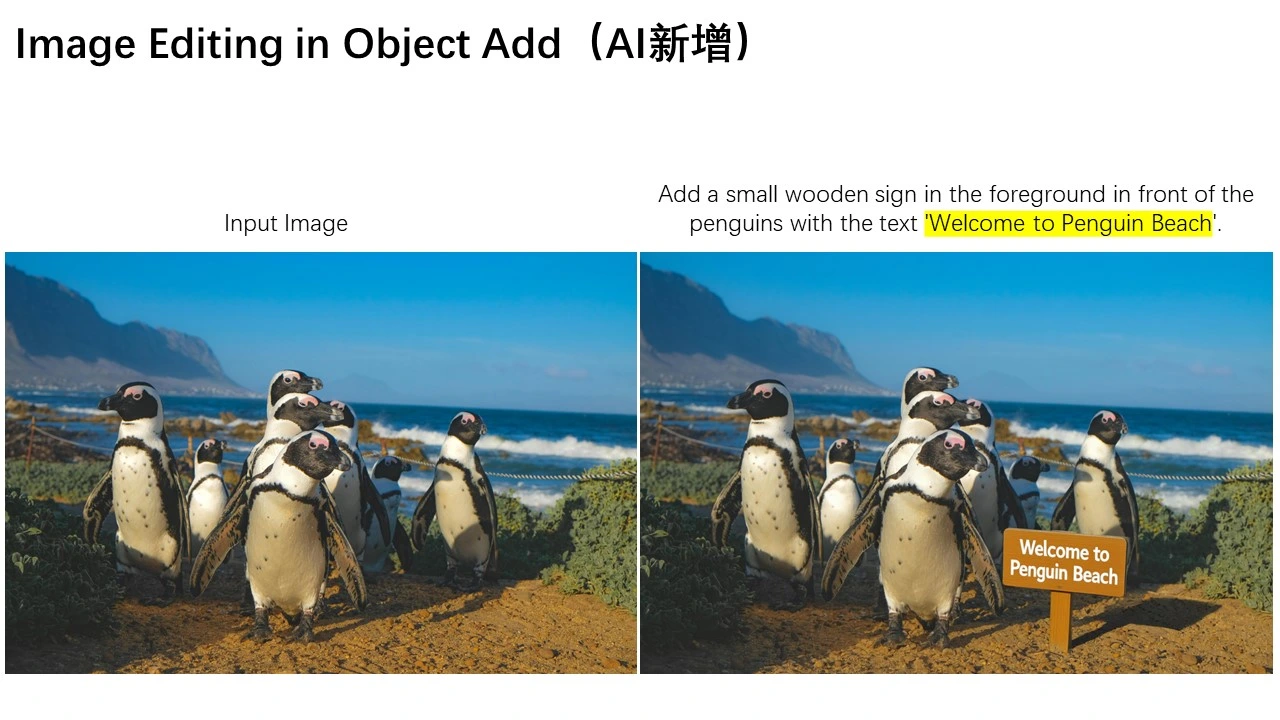 Image Editing in Object Add（AI新增）
Input Image
Add a small wooden sign in the foreground in front of the
penguins with the text 'Welcome to Penguin Beach'.
Welcome to
Penguin Beach